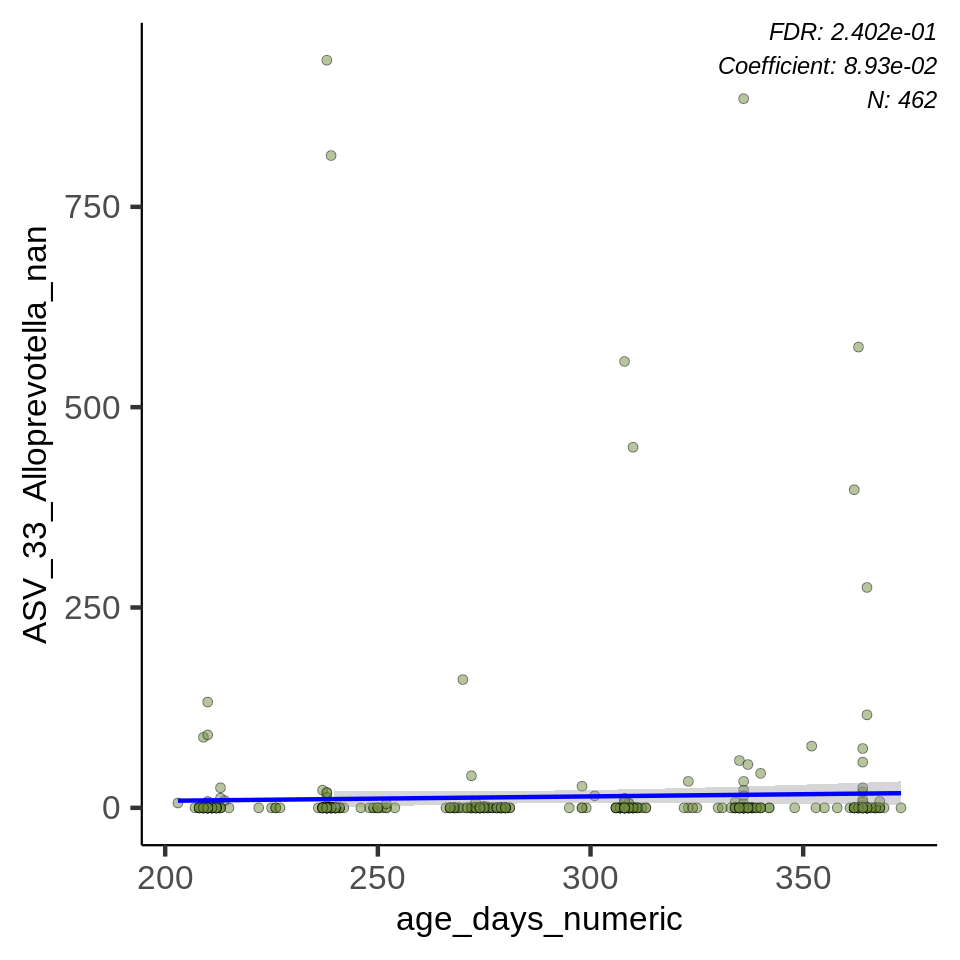 FDR: 2.402e-01
Coefficient: 8.93e-02
N: 462
ASV_33_Alloprevotella_nan
750
500
250
0
200
250
300
350
age_days_numeric